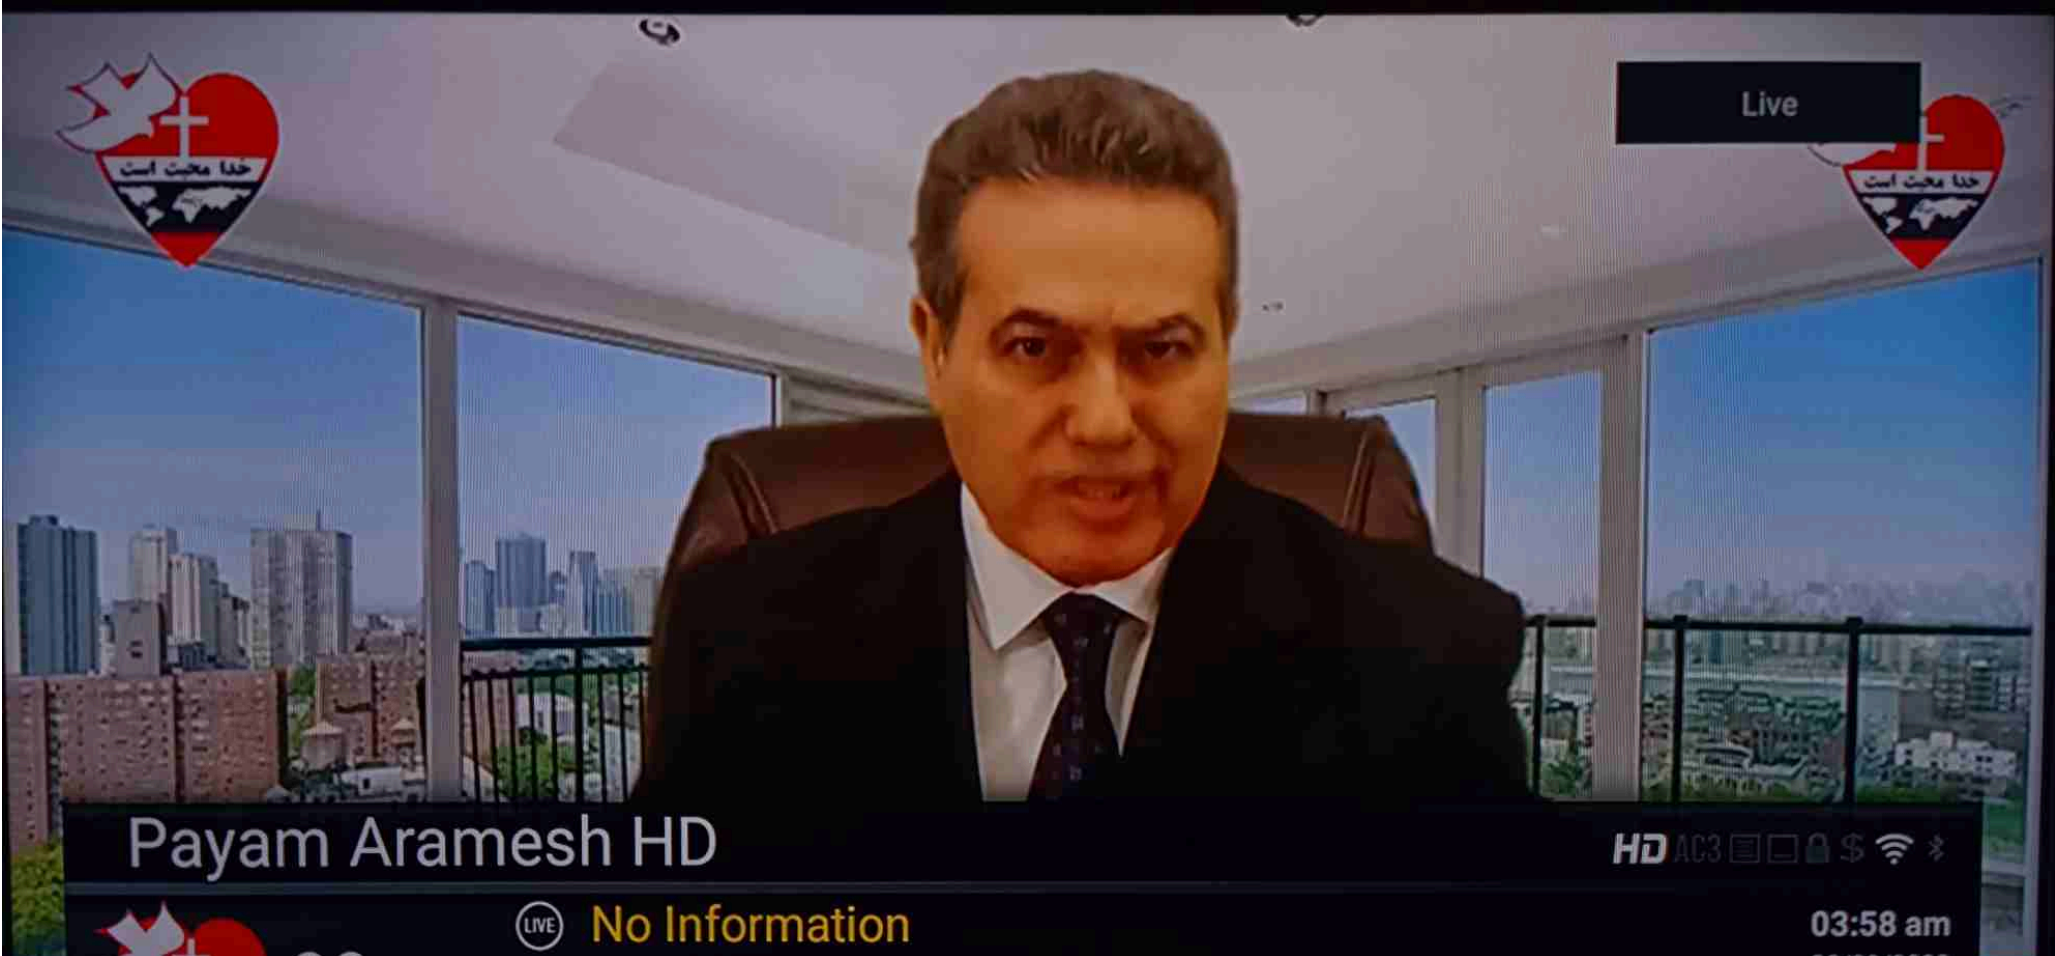 Live
خدا محبت است
خدا محبت است
Payam Aramesh HD
HD AC3 $
LIVE No Information
03:58 am